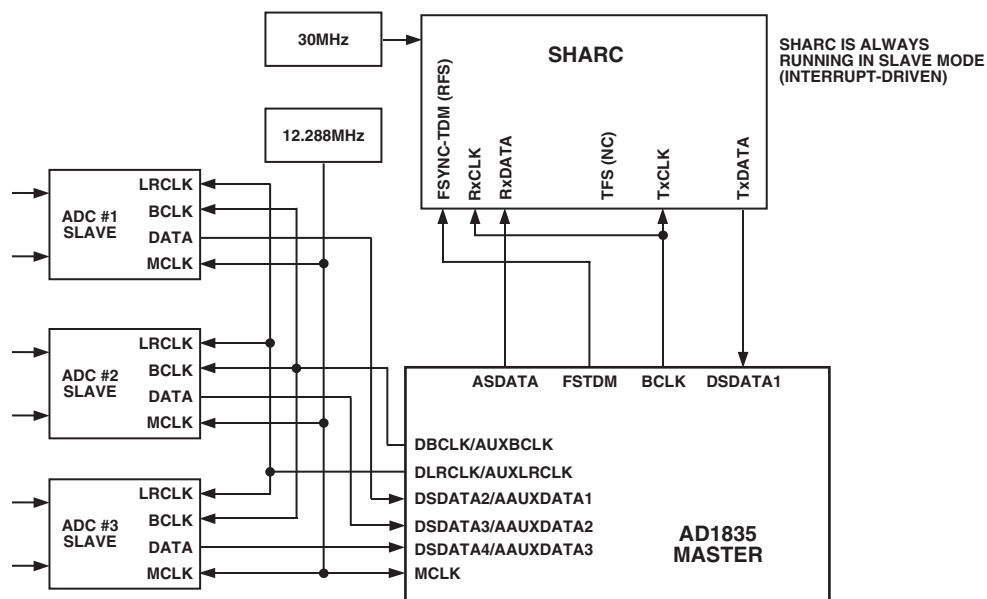 30MHz
SHARC
SHARC IS ALWAYS
RUNNING IN SLAVE MODE
(INTERRUPT-DRIVEN)
12.288MHz
FSYNC-TDM (RFS)
RxCLK
RxDATA
TFS (NC)
TxCLK
TxDATA
ADC #1
SLAVE
LRCLK
BCLK
DATA
MCLK
ADC #2
SLAVE
LRCLK
BCLK
DATA
MCLK
ADC #3
SLAVE
LRCLK
BCLK
DATA
MCLK
ASDATA
FSTDM
BCLK
DSDATA1
DBCLK/AUXBCLK
DLRCLK/AUXLRCLK
DSDATA2/AAUXDATA1
DSDATA3/AAUXDATA2
DSDATA4/AAUXDATA3
MCLK
AD1835
MASTER